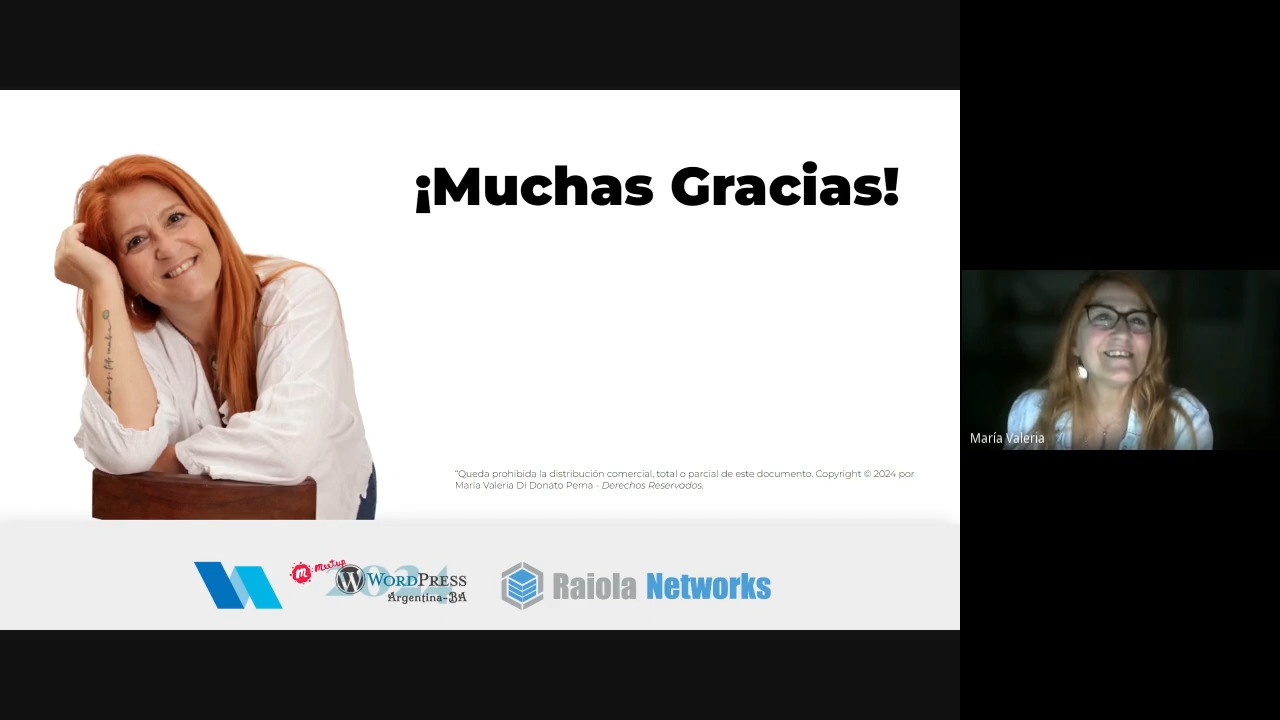 ¡Muchas Gracias!
"Queda prohibida la distribución comercial, total o parcial de este documento. Copyright © 2024 por
María Valeria Di Donato Perna - Derechos Reservados.
María Valeria
Meetup
2024
WORDPRESS
Argentina-BA
Raiola Networks